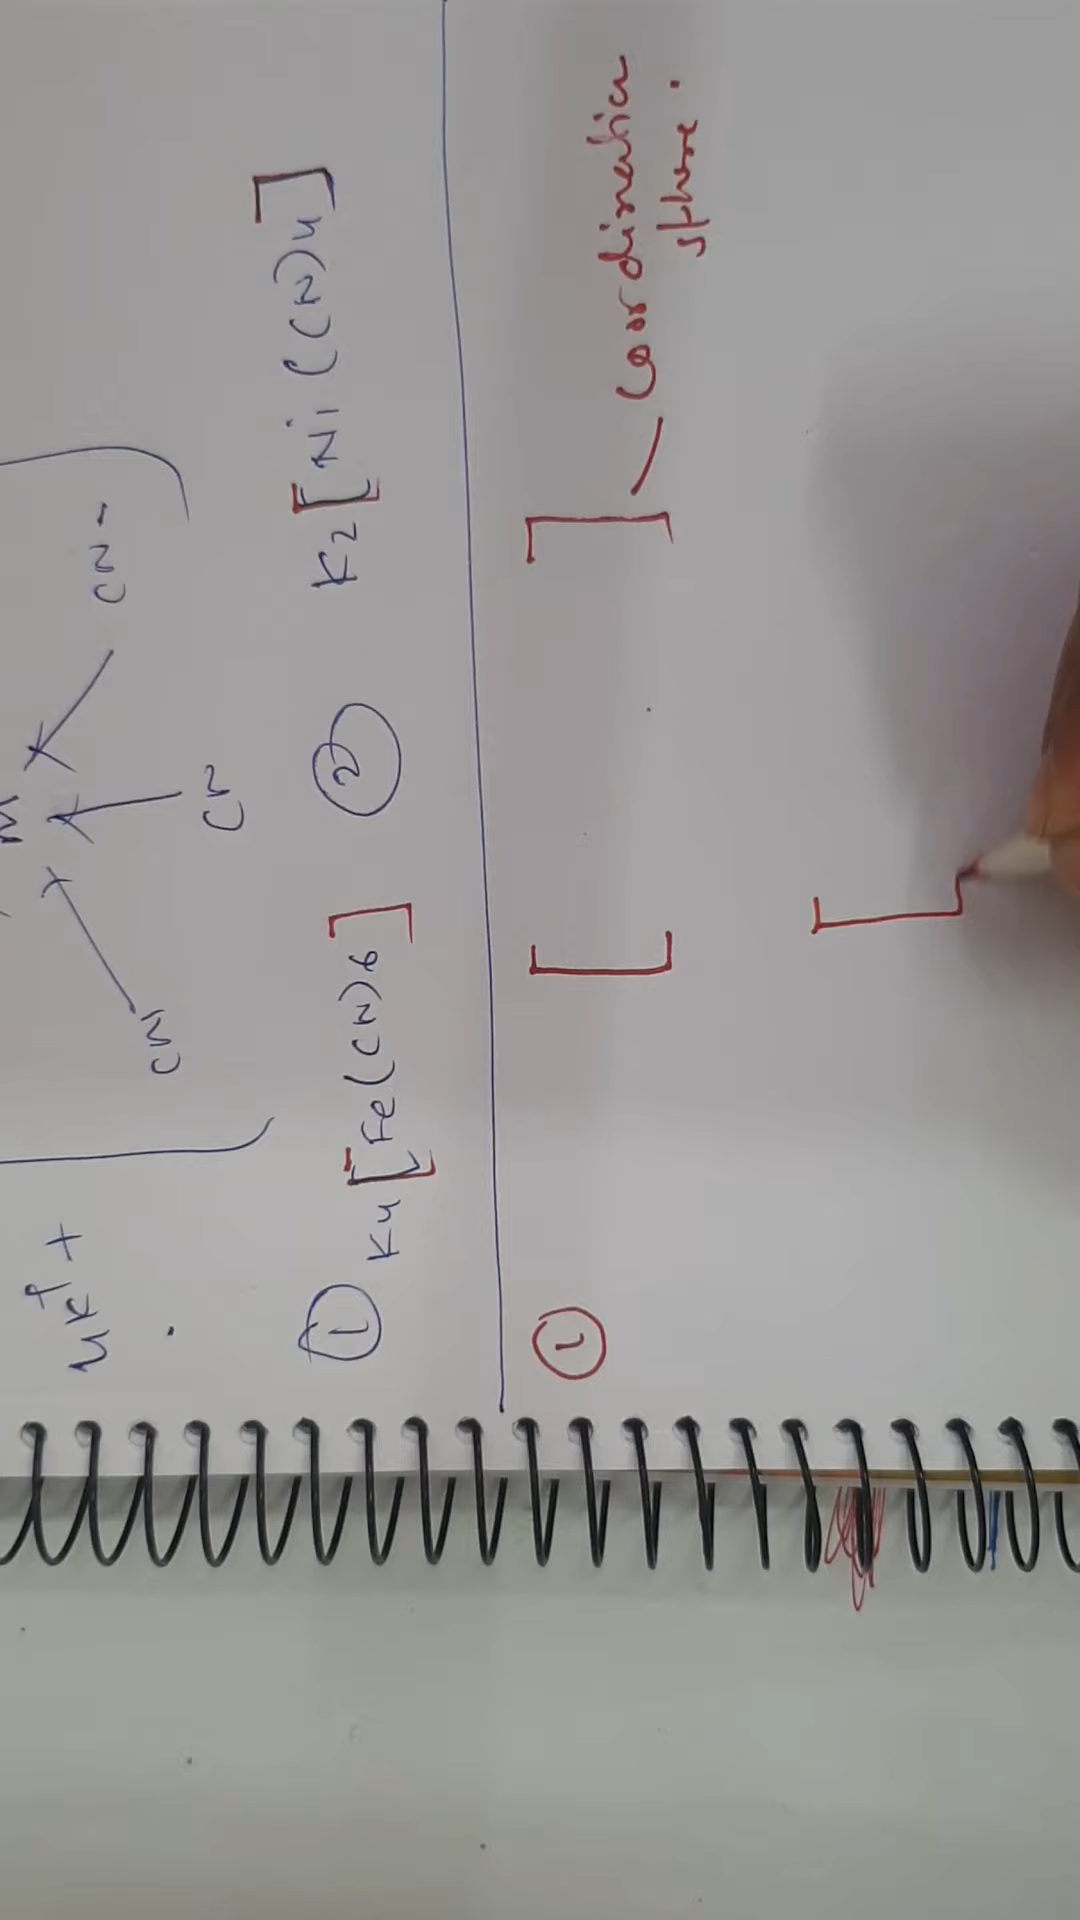 4K⁺ +
M
CN
CN
CN-
① K4[Fe(CN)6] ② K2[Ni(CN)4]
① [ ] - Coordination
sphere.
[